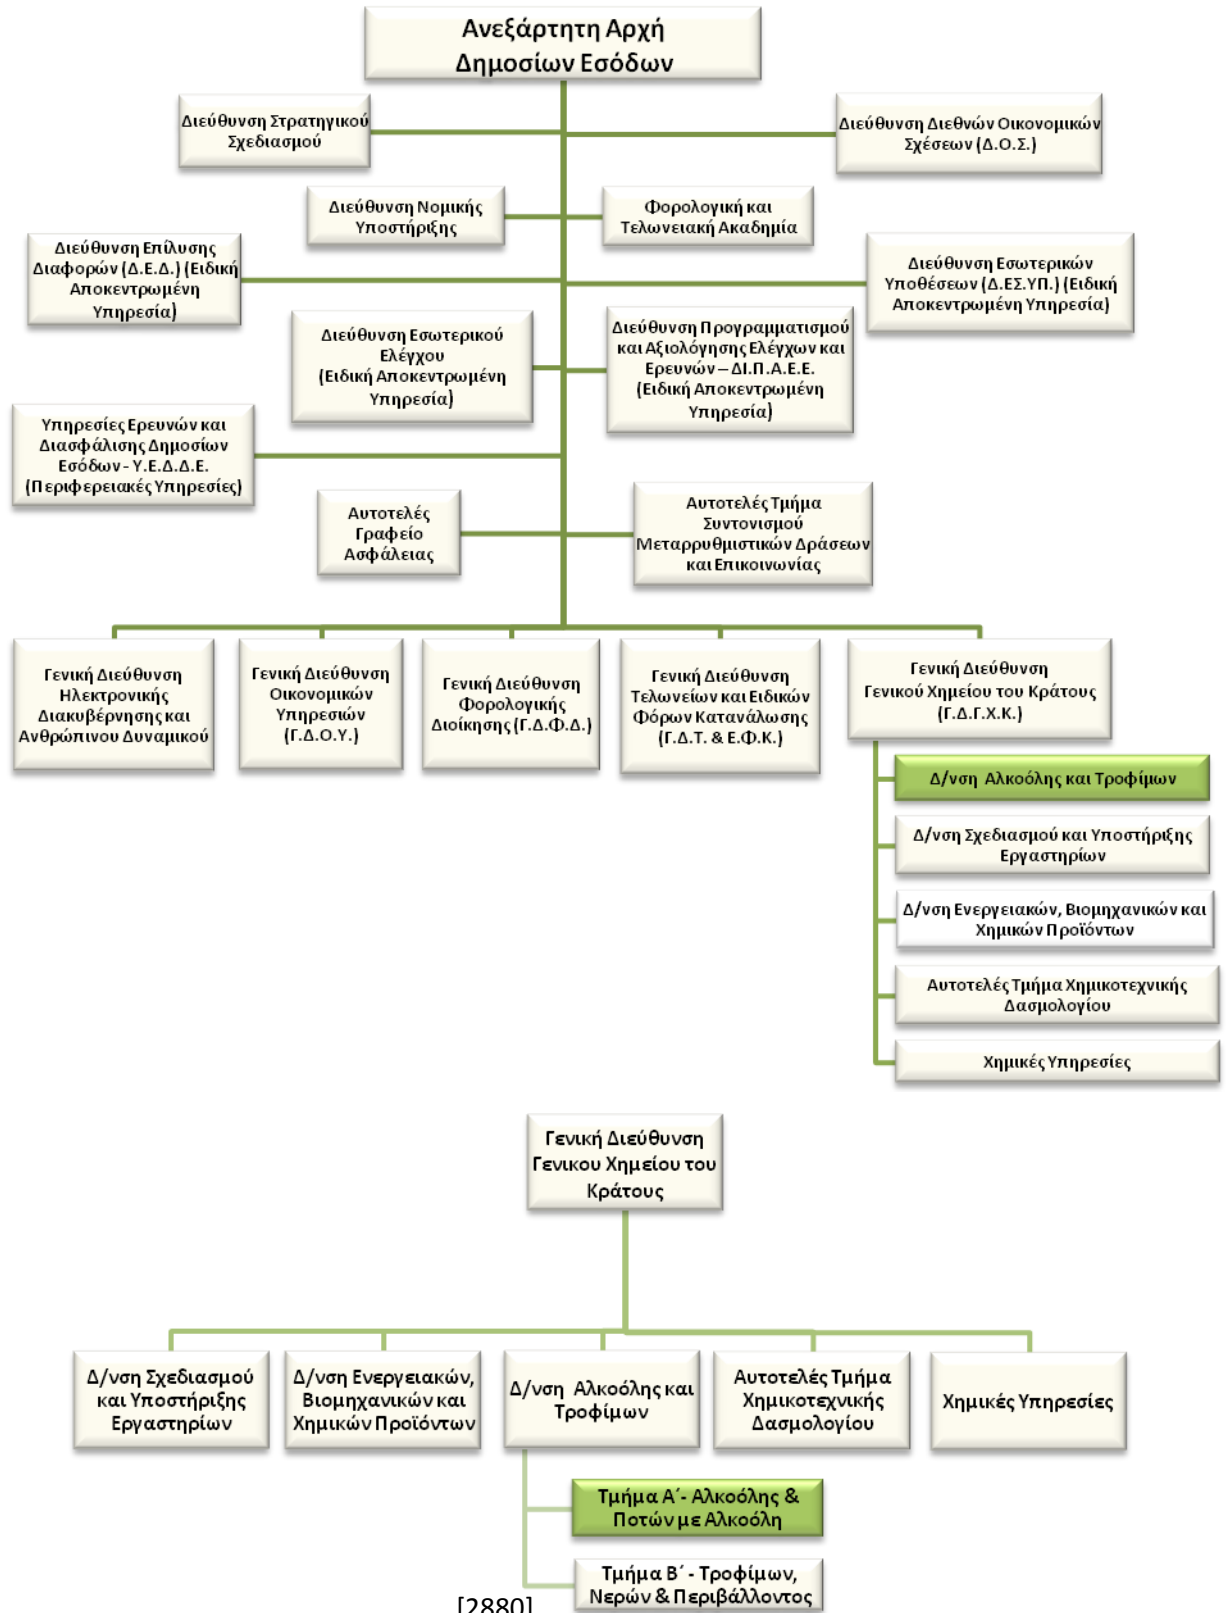 Ανεξάρτητη Αρχή
Δημοσίων Εσόδων
Διεύθυνση Στρατηγικού
Σχεδιασμού
Διεύθυνση Διεθνών Οικονομικών
Σχέσεων (Δ.Ο.Σ.)
Διεύθυνση Νομικής
Υποστήριξης
Φορολογική και
Τελωνειακή Ακαδημία
Διεύθυνση Επίλυσης
Διαφορών (Δ.Ε.Δ.) (Ειδική
Αποκεντρωμένη
Υπηρεσία)
Διεύθυνση Εσωτερικών
Υποθέσεων (Δ.ΕΣ.ΥΠ.) (Ειδική
Αποκεντρωμένη Υπηρεσία)
Διεύθυνση Εσωτερικού
Ελέγχου
(Ειδική Αποκεντρωμένη
Υπηρεσία)
Διεύθυνση Προγραμματισμού
και Αξιολόγησης Ελέγχων και
Ερευνών – ΔΙ.Π.Α.Ε.Ε.
(Ειδική Αποκεντρωμένη
Υπηρεσία)
Υπηρεσίες Ερευνών και
Διασφάλισης Δημοσίων
Εσόδων - Υ.Ε.Δ.Δ.Ε.
(Περιφερειακές Υπηρεσίες)
Αυτοτελές
Γραφείο
Ασφάλειας
Αυτοτελές Τμήμα
Συντονισμού
Μεταρρυθμιστικών Δράσεων
και Επικοινωνίας
Γενική Διεύθυνση
Ηλεκτρονικής
Διακυβέρνησης και
Ανθρώπινου Δυναμικού
Γενική Διεύθυνση
Οικονομικών
Υπηρεσιών
(Γ.Δ.Ο.Υ.)
Γενική Διεύθυνση
Φορολογικής
Διοίκησης (Γ.Δ.Φ.Δ.)
Γενική Διεύθυνση
Τελωνείων και Ειδικών
Φόρων Κατανάλωσης
(Γ.Δ.Τ. & Ε.Φ.Κ.)
Γενική Διεύθυνση
Γενικού Χημείου του Κράτους
(Γ.Δ.Γ.Χ.Κ.)
Δ/νση Αλκοόλης και Τροφίμων
Δ/νση Σχεδιασμού και Υποστήριξης
Εργαστηρίων
Δ/νση Ενεργειακών, Βιομηχανικών και
Χημικών Προϊόντων
Αυτοτελές Τμήμα Χημικοτεχνικής
Δασμολογίου
Χημικές Υπηρεσίες
Γενική Διεύθυνση
Γενικου Χημείου του
Κράτους
Δ/νση Σχεδιασμού
και Υποστήριξης
Εργαστηρίων
Δ/νση Ενεργειακών,
Βιομηχανικών και
Χημικών Προϊόντων
Δ/νση Αλκοόλης και
Τροφίμων
Αυτοτελές Τμήμα
Χημικοτεχνικής
Δασμολογίου
Χημικές Υπηρεσίες
Τμήμα Α΄- Αλκοόλης &
Ποτών με Αλκοόλη
Τμήμα Β΄ - Τροφίμων,
Νερών & Περιβάλλοντος
[2880]